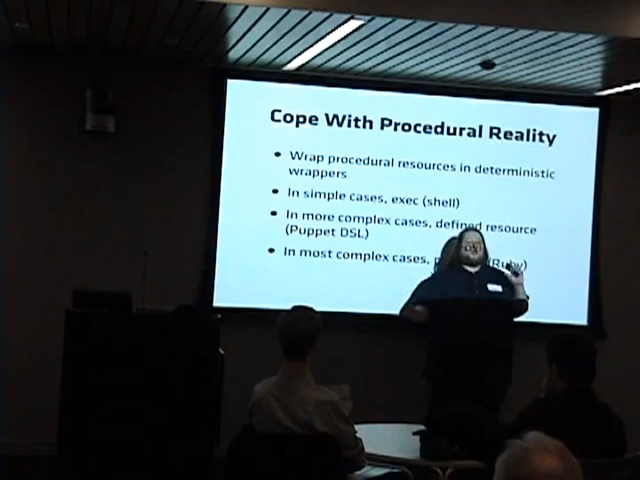 Cope With Procedural Reality
• Wrap procedural resources in deterministic
wrappers
• In simple cases, exec (shell)
• In more complex cases, defined resource
(Puppet DSL)
• In most complex cases, (Ruby)